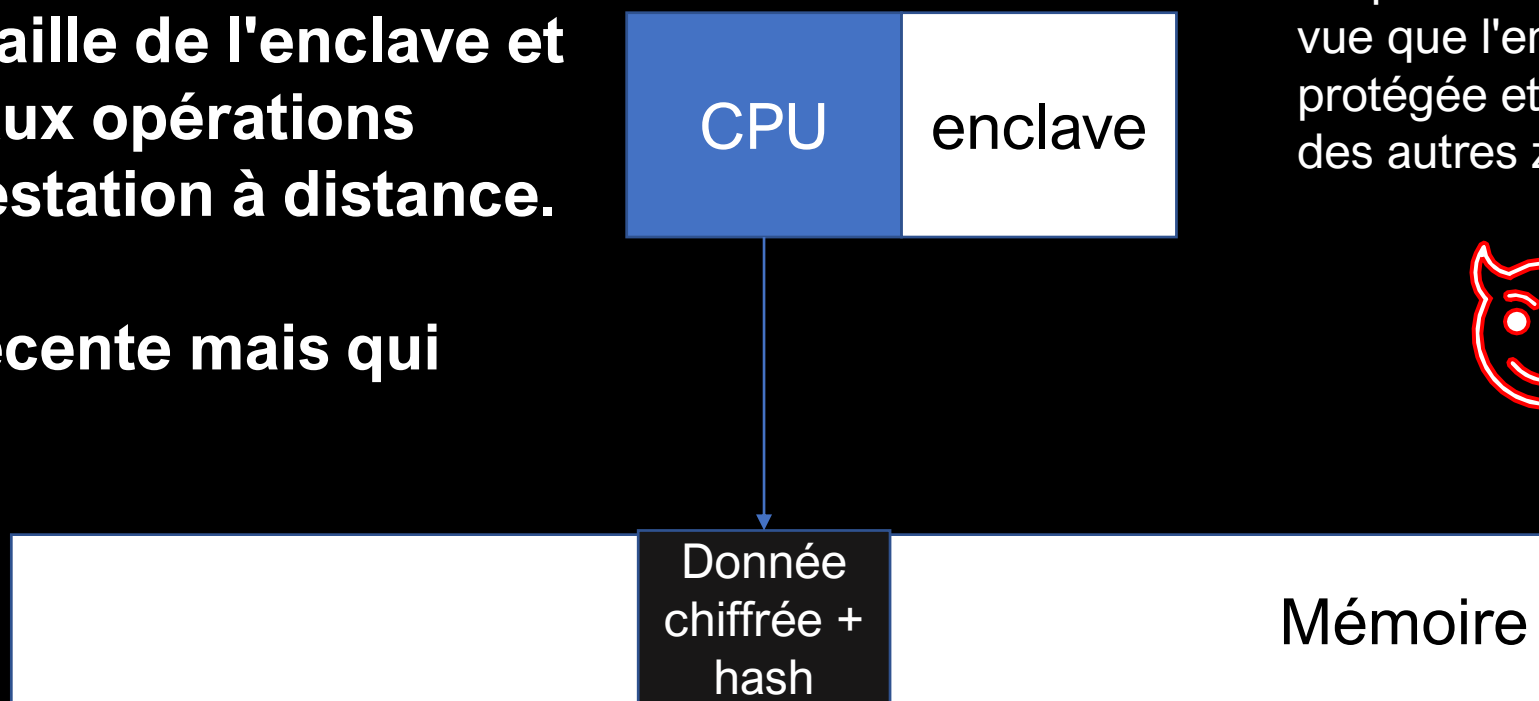 aille de l'enclave et
ux opérations
estation à distance.
écente mais qui
CPU
enclave
vue que l'en
protégée et
des autres z
Donnée
chiffrée +
hash
Mémoire